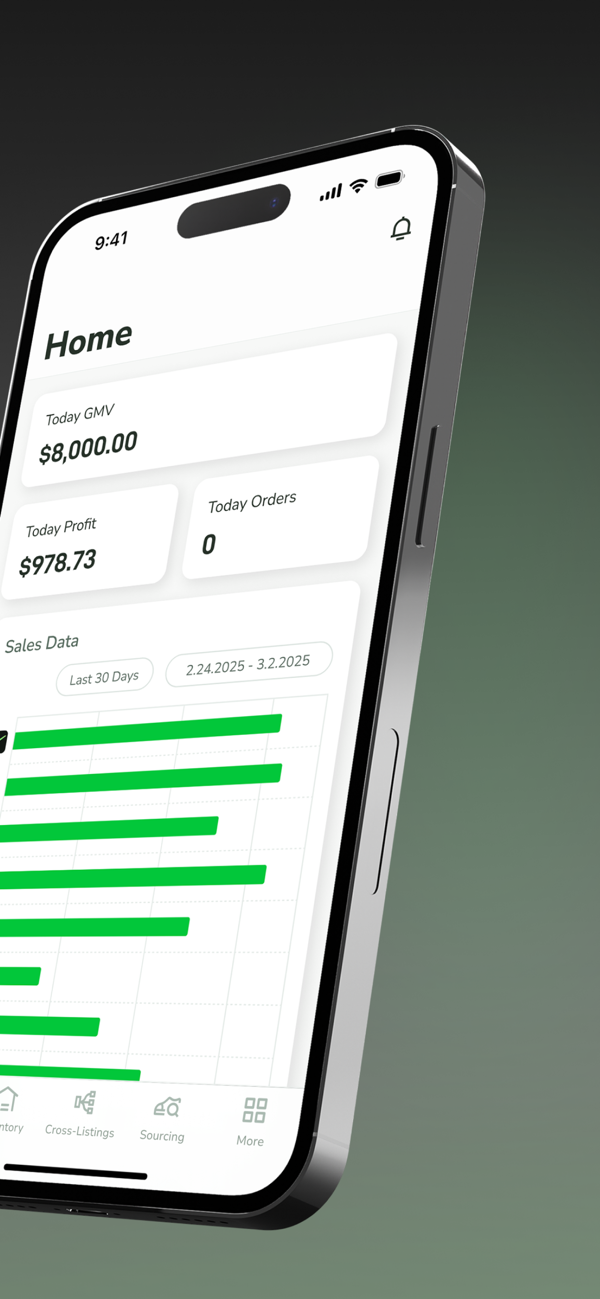 9:41
Home
Today GMV
$8,000.00
Today Profit
$978.73
Today Orders
0
Sales Data
Last 30 Days
2.24.2025 - 3.2.2025
ntory
Cross-Listings
Sourcing
More